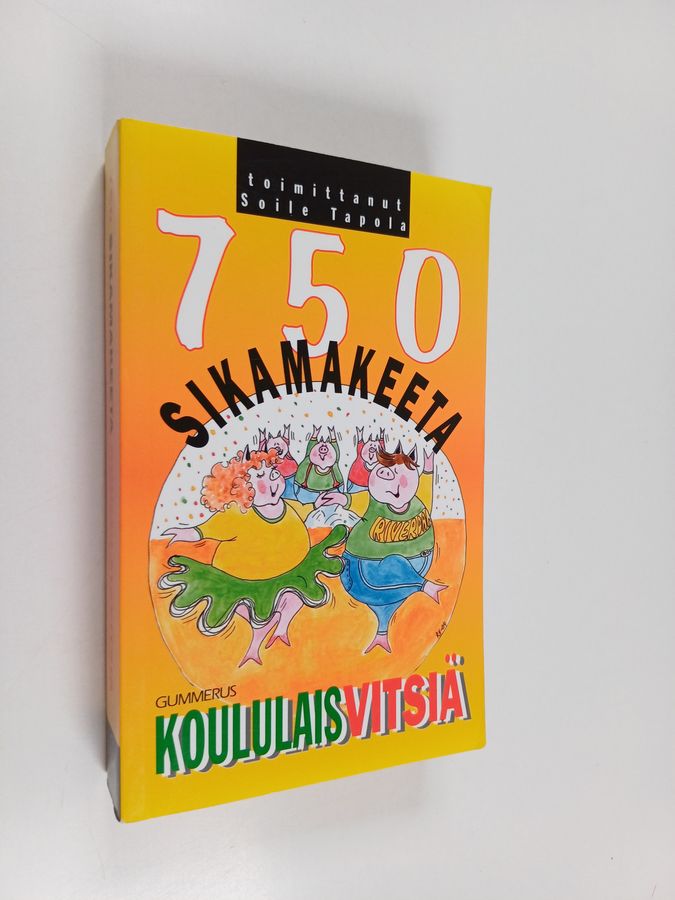 toimittanut
Soile Tapola
750
SIKAMAKEETA
GUMMERUS
KOULULAISVITSIÄ